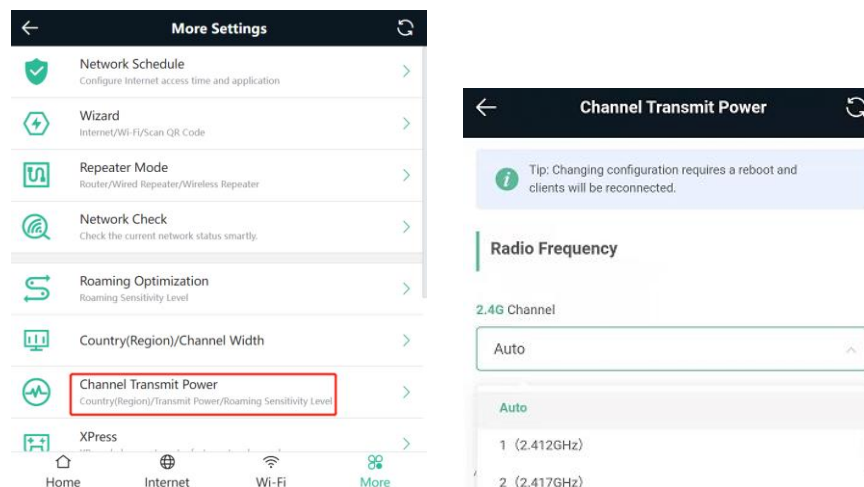 More Settings
Network Schedule
Configure Internet access time and application
Wizard
Internet/Wi-Fi/Scan QR Code
Repeater Mode
Router/Wired Repeater/Wireless Repeater
Network Check
Check the current network status smartly.
Roaming Optimization
Roaming Sensitivity Level
Country(Region)/Channel Width
Channel Transmit Power
Country(Region)/Transmit Power/Roaming Sensitivity Level
XPress
Home Internet Wi-Fi More
Channel Transmit Power
Tip: Changing configuration requires a reboot and
clients will be reconnected.
Radio Frequency
2.4G Channel
Auto
Auto
1（2.412GHz）
2（2.417GHz）